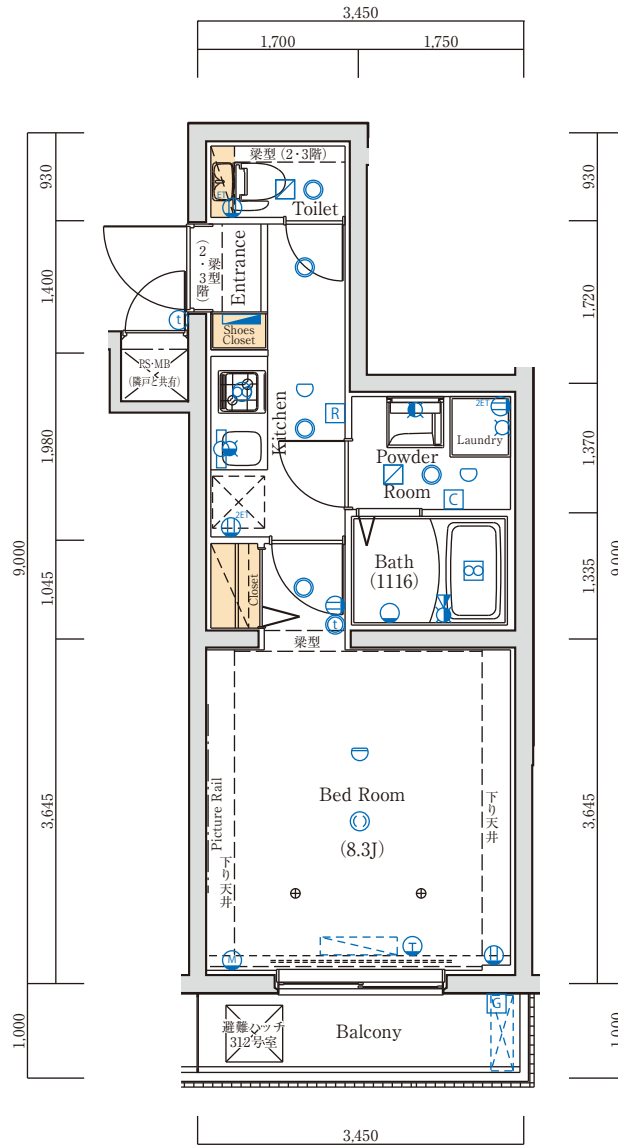 3,450
1,700
1,750
930
1,400
1,980
1,045
3,645
9,000
1,000
930
1,720
1,370
1,335
3,645
9,000
1,000
梁型 (2・3階)
ET
Toilet
梁型
(2・3階)
Entrance
t
Shoes
Closet
PS・MB
(隣戸と共有)
R
Kitchen
2ET
Laundry
Powder
Room
C
2ET
Bath
(1116)
Closet
t
梁型
Picture Rail
下り天井
Bed Room
(8.3J)
下り天井
M
T
H
G
避難ハッチ
312号室
Balcony
3,450